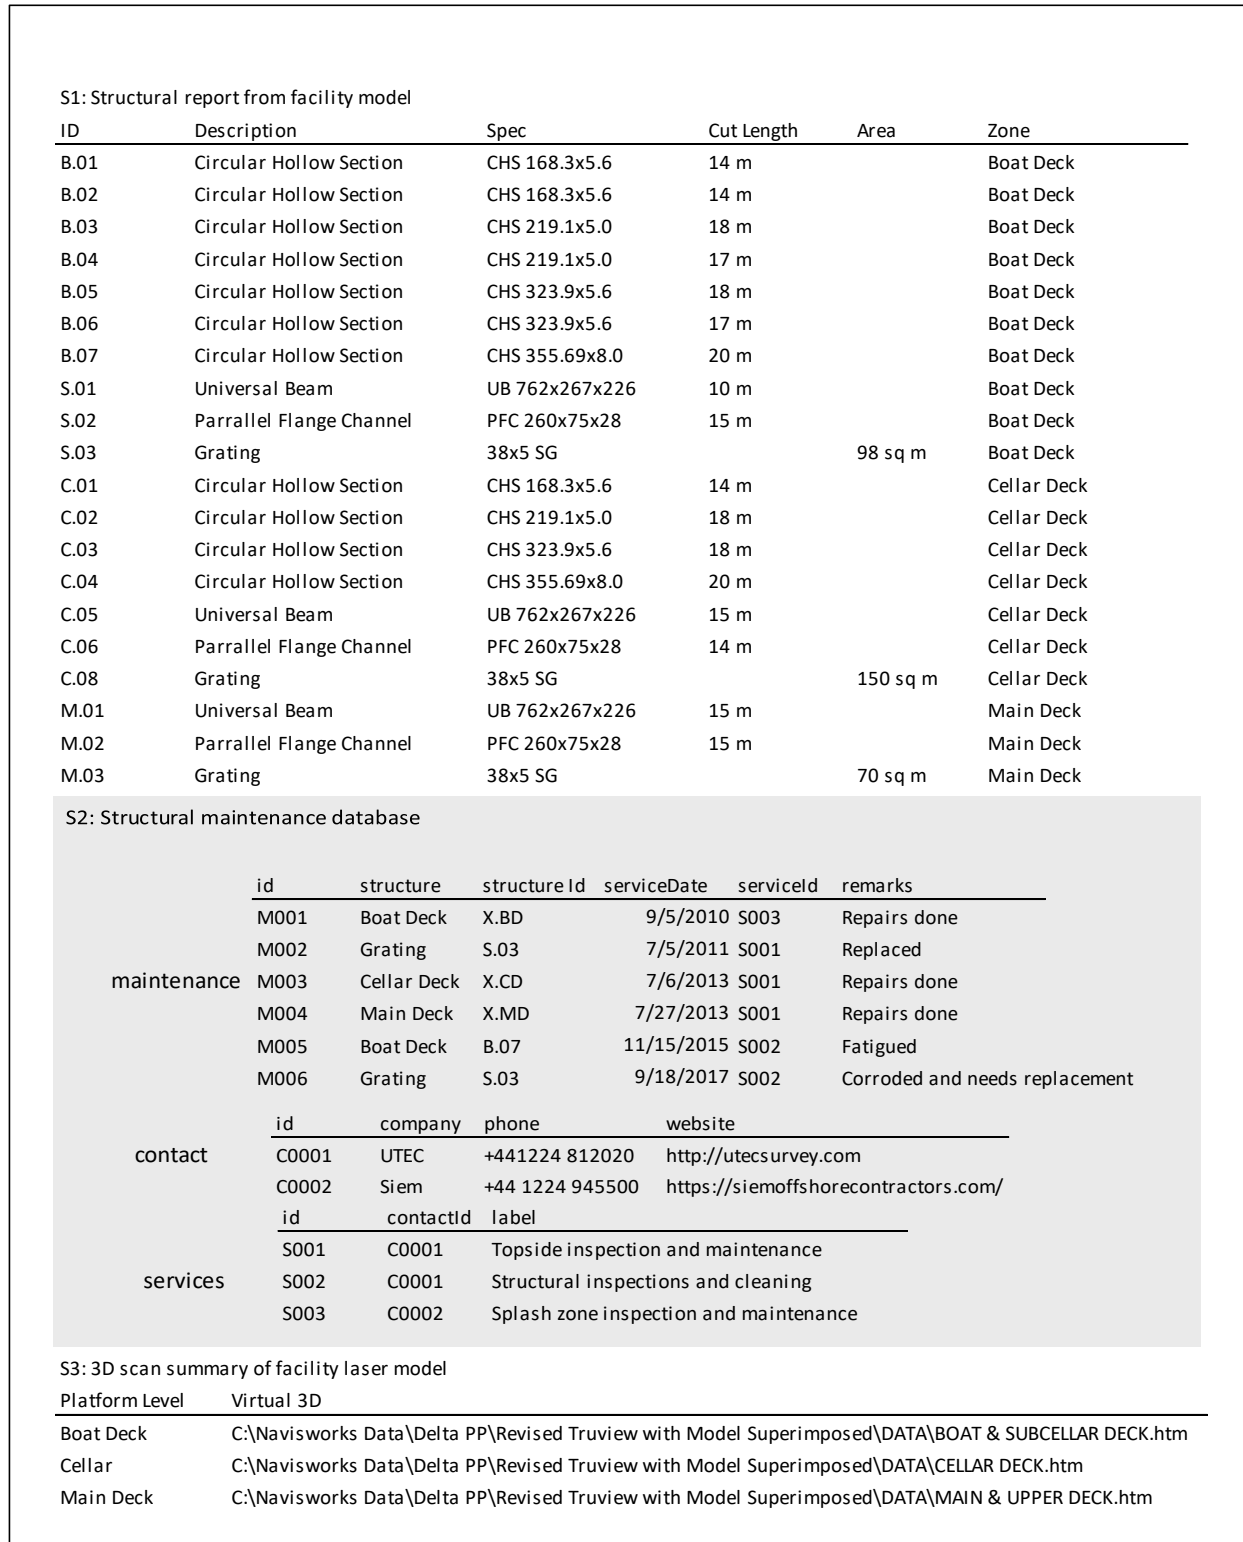 S1: Structural report from facility model
ID Description Spec Cut Length Area Zone
B.01 Circular Hollow Section CHS 168.3x5.6 14 m Boat Deck
B.02 Circular Hollow Section CHS 168.3x5.6 14 m Boat Deck
B.03 Circular Hollow Section CHS 219.1x5.0 18 m Boat Deck
B.04 Circular Hollow Section CHS 219.1x5.0 17 m Boat Deck
B.05 Circular Hollow Section CHS 323.9x5.6 18 m Boat Deck
B.06 Circular Hollow Section CHS 323.9x5.6 17 m Boat Deck
B.07 Circular Hollow Section CHS 355.69x8.0 20 m Boat Deck
S.01 Universal Beam UB 762x267x226 10 m Boat Deck
S.02 Parrallel Flange Channel PFC 260x75x28 15 m Boat Deck
S.03 Grating 38x5 SG 98 sq m Boat Deck
C.01 Circular Hollow Section CHS 168.3x5.6 14 m Cellar Deck
C.02 Circular Hollow Section CHS 219.1x5.0 18 m Cellar Deck
C.03 Circular Hollow Section CHS 323.9x5.6 18 m Cellar Deck
C.04 Circular Hollow Section CHS 355.69x8.0 20 m Cellar Deck
C.05 Universal Beam UB 762x267x226 15 m Cellar Deck
C.06 Parrallel Flange Channel PFC 260x75x28 14 m Cellar Deck
C.08 Grating 38x5 SG 150 sq m Cellar Deck
M.01 Universal Beam UB 762x267x226 15 m Main Deck
M.02 Parrallel Flange Channel PFC 260x75x28 15 m Main Deck
M.03 Grating 38x5 SG 70 sq m Main Deck
S2: Structural maintenance database
id structure structure Id serviceDate serviceId remarks
M001 Boat Deck X.BD 9/5/2010 S003 Repairs done
M002 Grating S.03 7/5/2011 S001 Replaced
maintenance M003 Cellar Deck X.CD 7/6/2013 S001 Repairs done
M004 Main Deck X.MD 7/27/2013 S001 Repairs done
M005 Boat Deck B.07 11/15/2015 S002 Fatigued
M006 Grating S.03 9/18/2017 S002 Corroded and needs replacement
id company phone website
contact C0001 UTEC +441224 812020 http://utecsurvey.com
C0002 Siem +44 1224 945500 https://siemoffshorecontractors.com/
id contactId label
S001 C0001 Topside inspection and maintenance
services S002 C0001 Structural inspections and cleaning
S003 C0002 Splash zone inspection and maintenance
S3: 3D scan summary of facility laser model
Platform Level Virtual 3D
Boat Deck C:\Navisworks Data\Delta PP\Revised Truview with Model Superimposed\DATA\BOAT & SUBCELLAR DECK.htm
Cellar C:\Navisworks Data\Delta PP\Revised Truview with Model Superimposed\DATA\CELLAR DECK.htm
Main Deck C:\Navisworks Data\Delta PP\Revised Truview with Model Superimposed\DATA\MAIN & UPPER DECK.htm